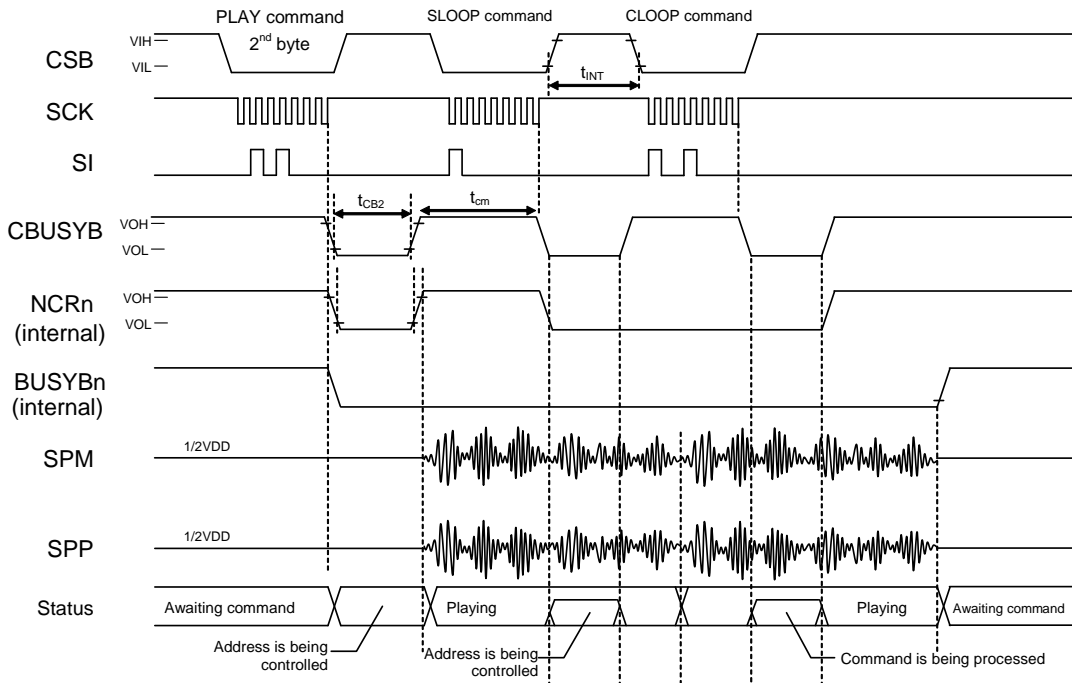 PLAY command
2nd byte
SLOOP command
CLOOP command
CSB
VIH
VIL
tINT
SCK
SI
tCB2
tcm
CBUSYB
VOH
VOL
NCRn
(internal)
VOH
VOL
BUSYBn
(internal)
SPM
1/2VDD
SPP
1/2VDD
Status
Awaiting command
Playing
Playing
Awaiting command
Address is being
controlled
Address is being
controlled
Command is being processed